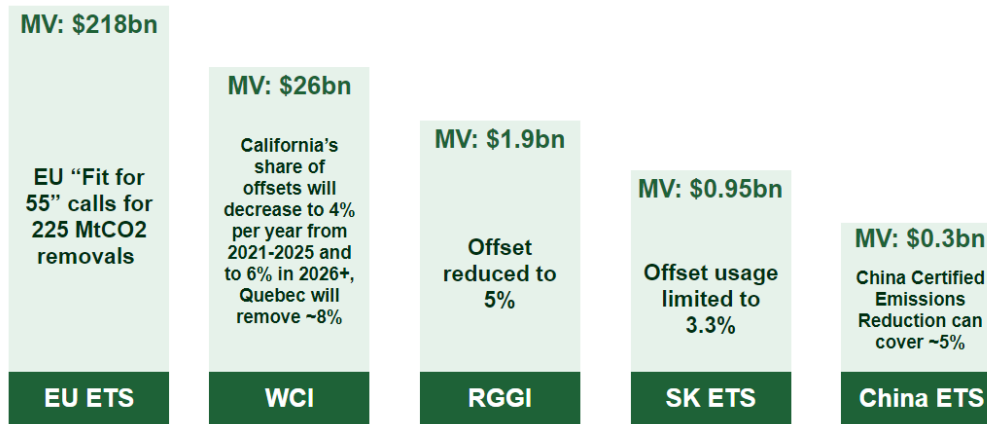 MV: $218bn
EU “Fit for
55” calls for
225 MtCO2
removals
EU ETS
MV: $26bn
California’s
share of
offsets will
decrease to 4%
per year from
2021-2025 and
to 6% in 2026+,
Quebec will
remove ~8%
WCI
MV: $1.9bn
Offset
reduced to
5%
RGGI
MV: $0.95bn
Offset usage
limited to
3.3%
SK ETS
MV: $0.3bn
China Certified
Emissions
Reduction can
cover ~5%
China ETS